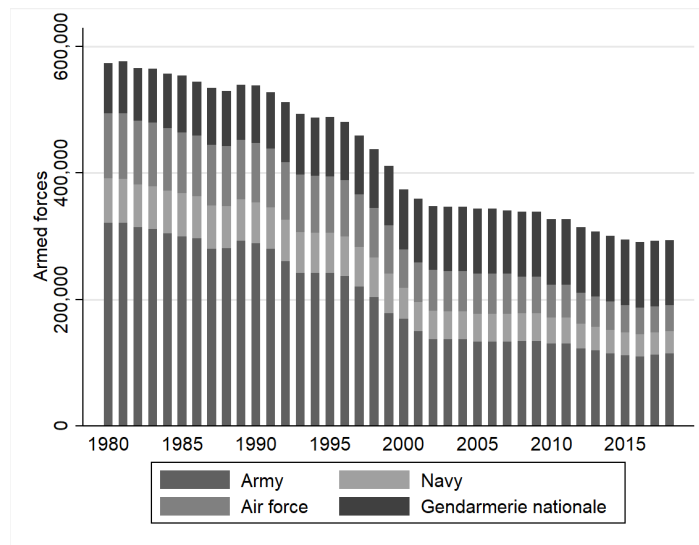 600,000
400,000
200,000
0
Armed forces
1980 1985 1990 1995 2000 2005 2010 2015
Army Navy
Air force Gendarmerie nationale